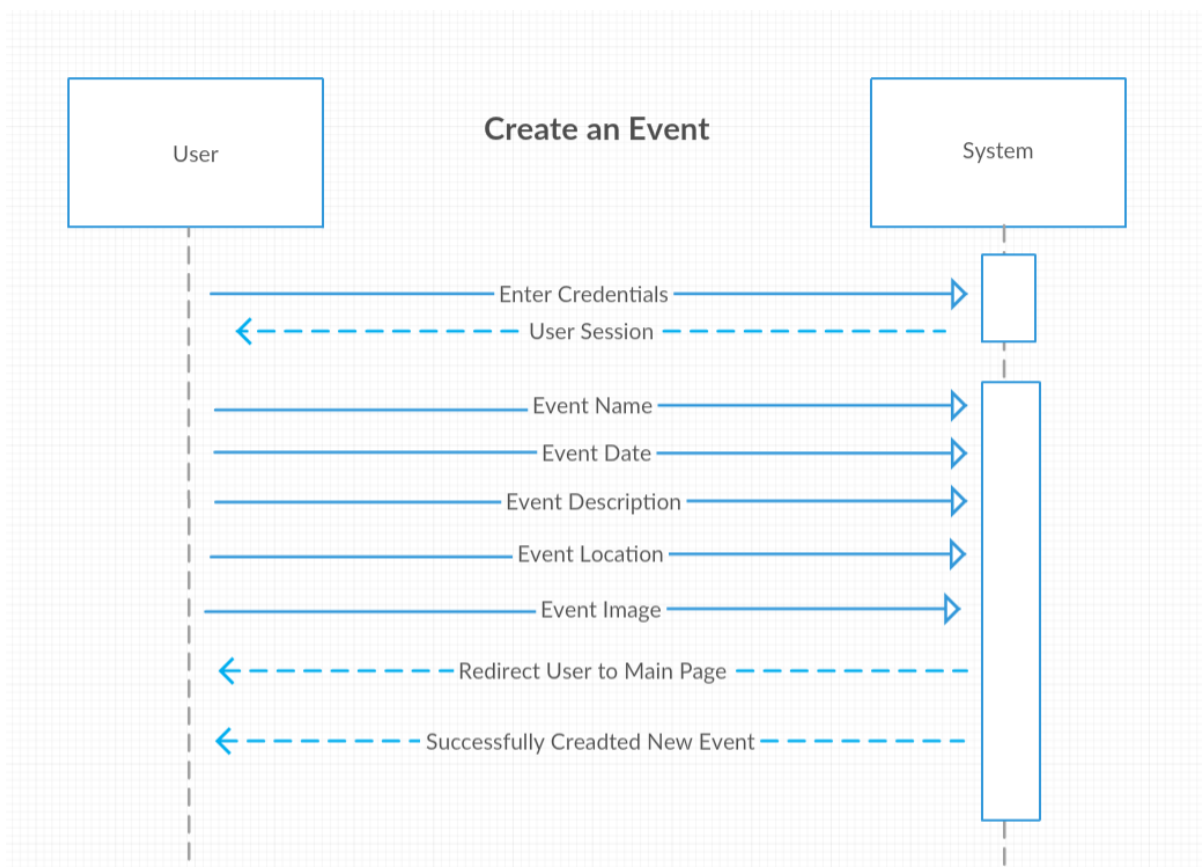 Create an Event
User
System
Enter Credentials
User Session
Event Name
Event Date
Event Description
Event Location
Event Image
Redirect User to Main Page
Successfully Creadted New Event